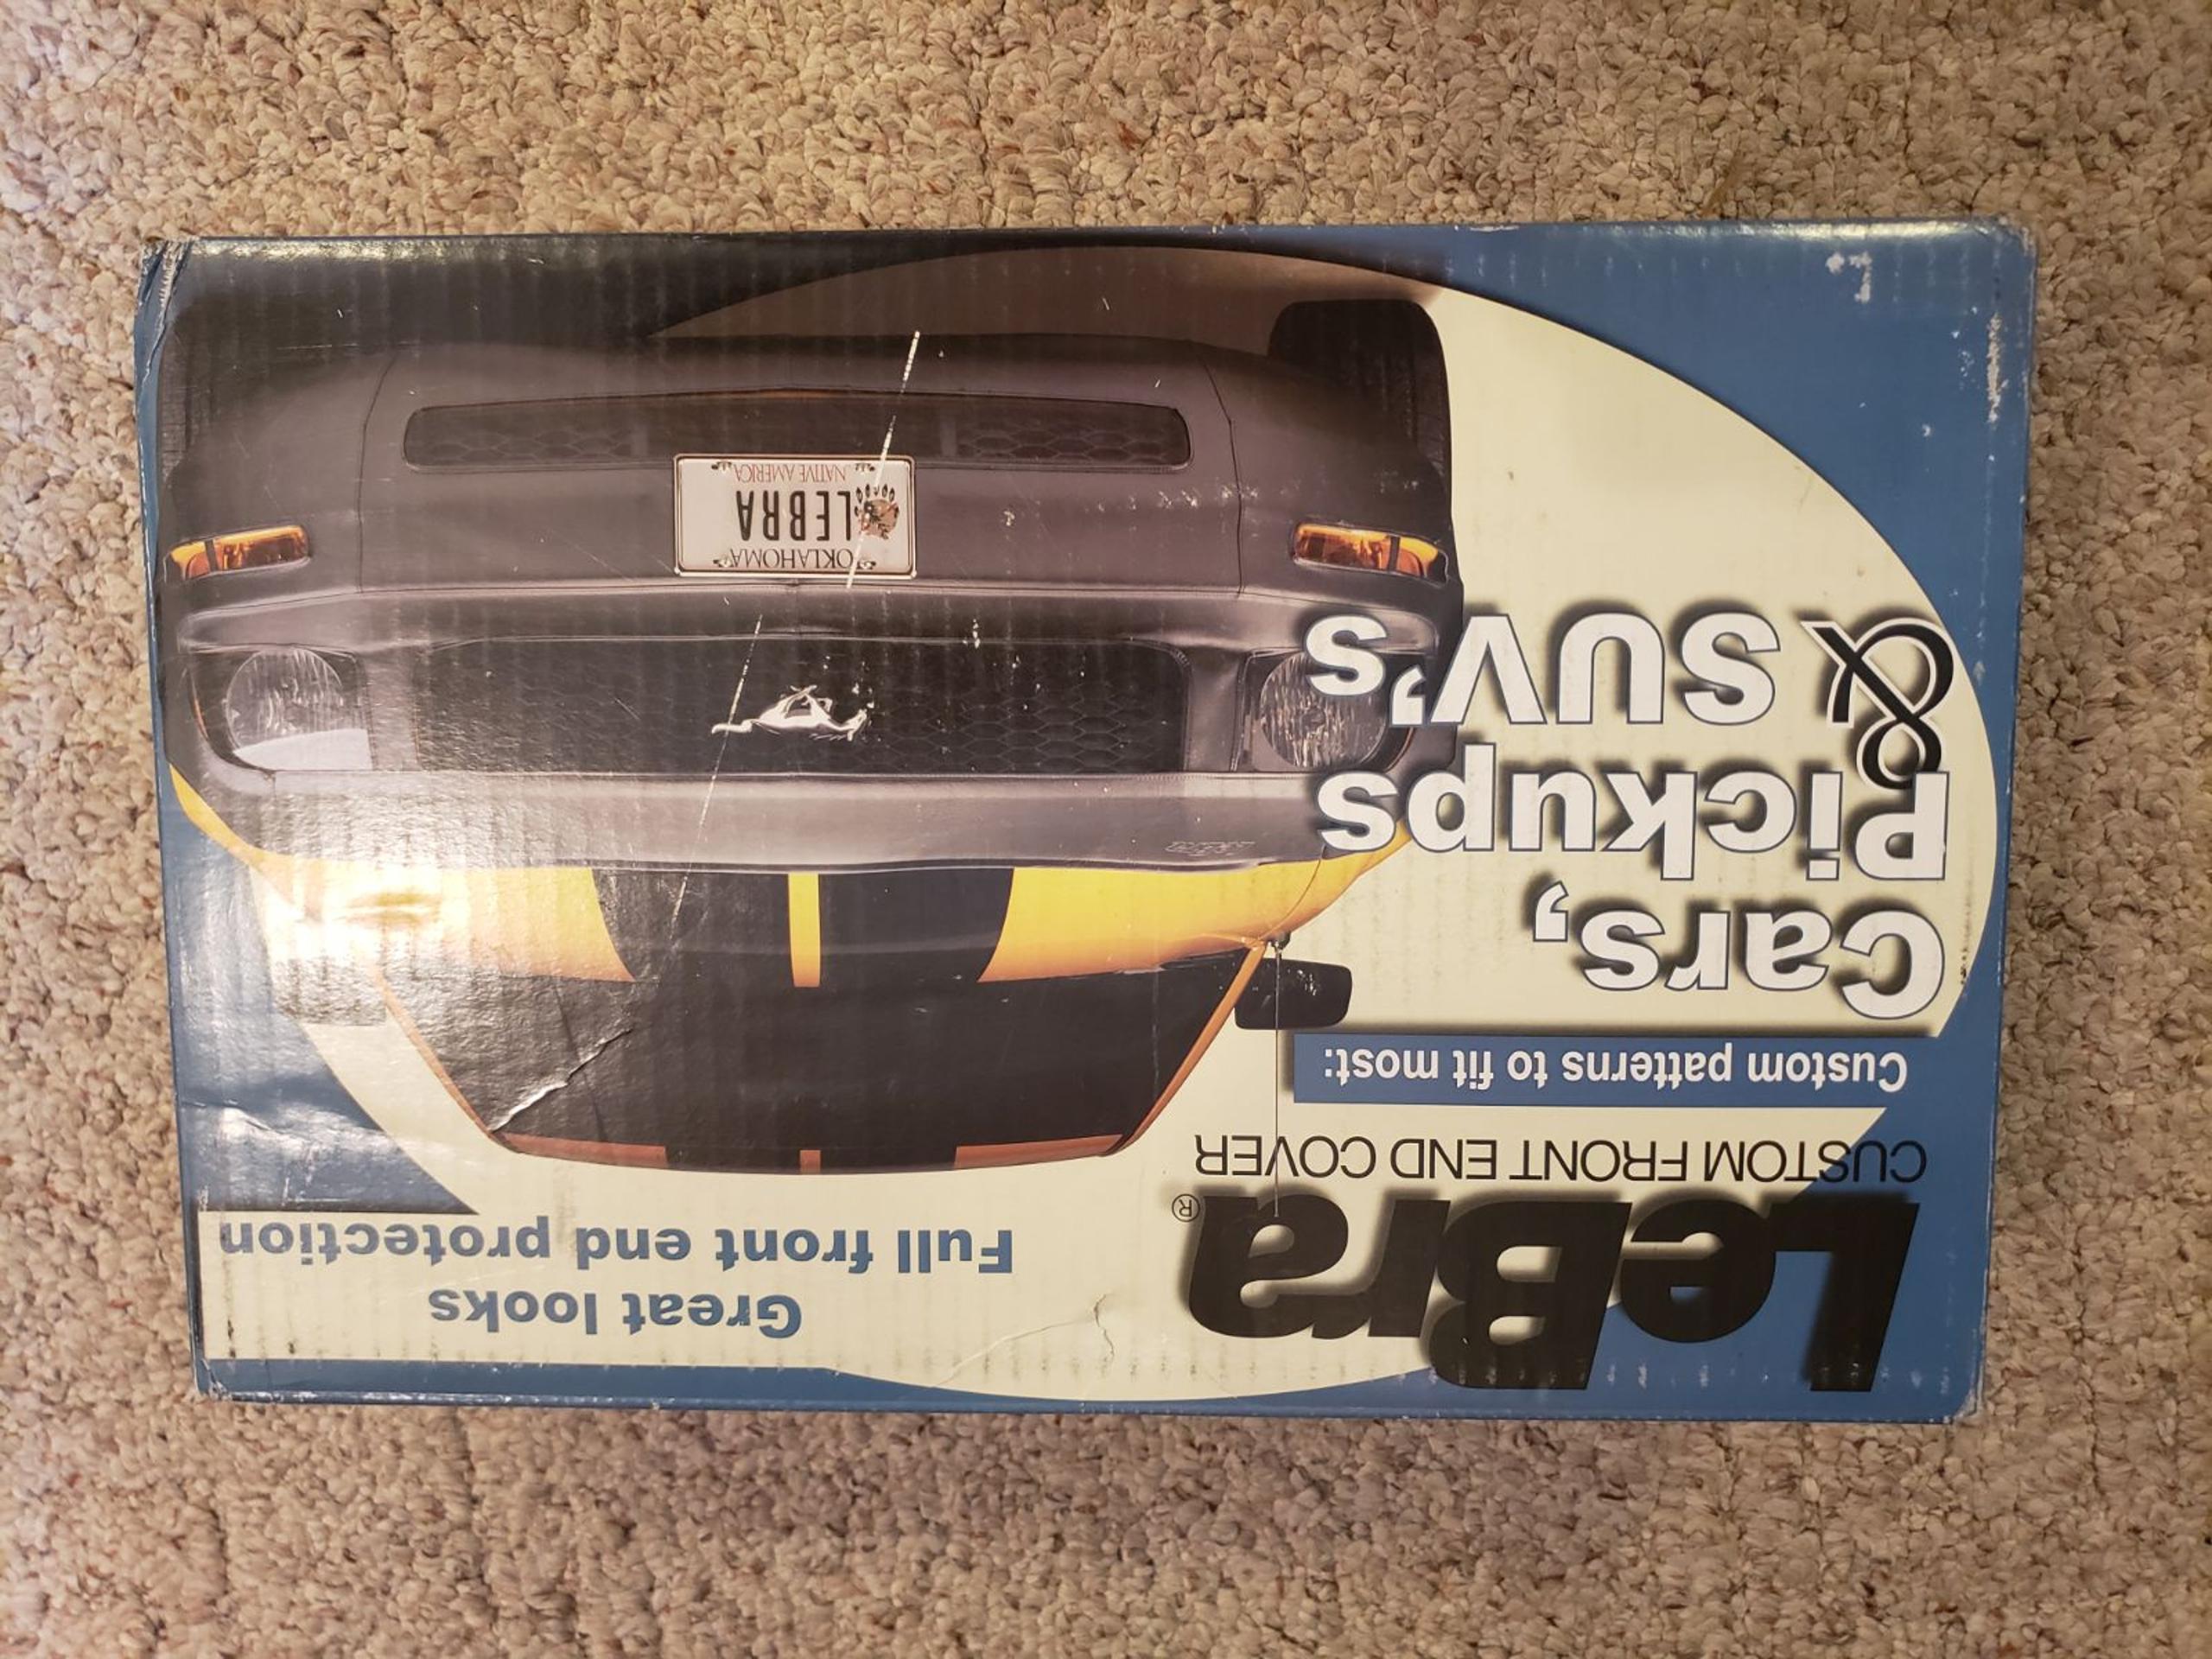 LeBra®
CUSTOM FRONT END COVER
Custom patterns to fit most:
Cars,
Pickups
& SUV's
Great looks
Full front end protection
OKLAHOMA
LEBRA
NATIVE AMERICA